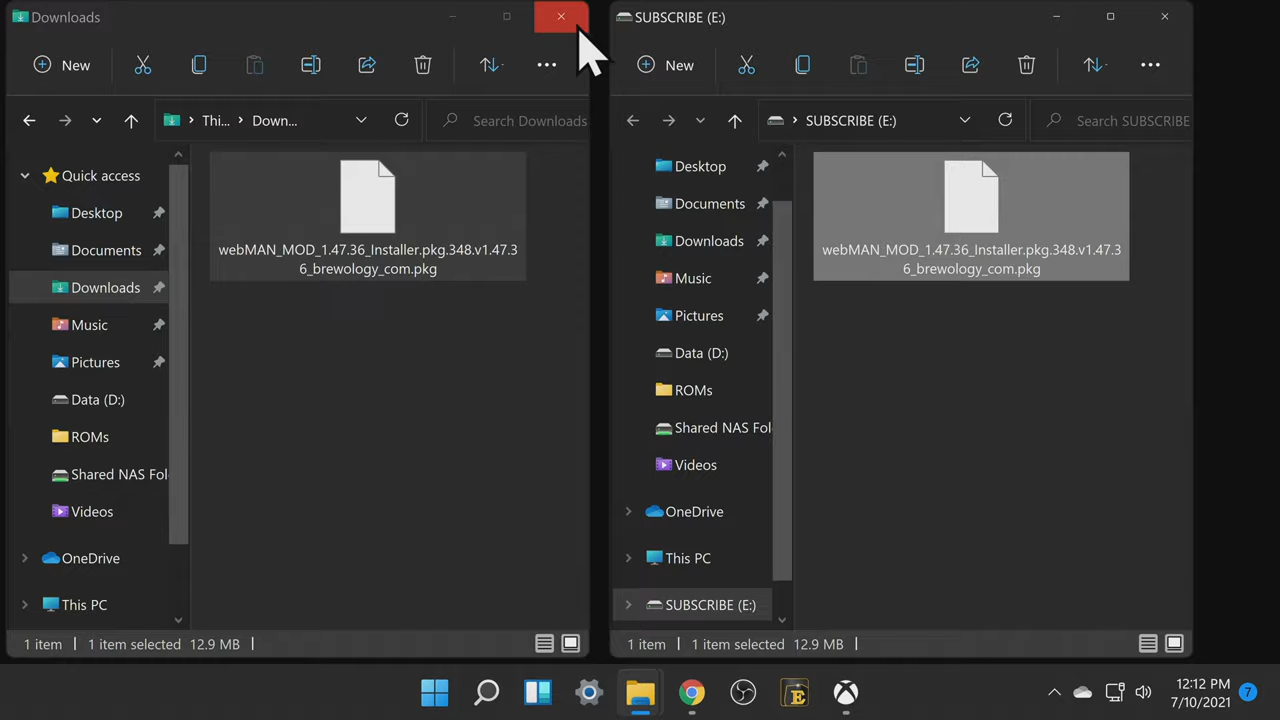 Downloads
New
Thi... > Down...
Search Downloads
Quick access
Desktop
Documents
Downloads
Music
Pictures
Data (D:)
ROMs
Shared NAS Fol
Videos
OneDrive
This PC
webMAN_MOD_1.47.36_Installer.pkg.348.v1.47.3
6_brewology_com.pkg
1 item
1 item selected 12.9 MB
SUBSCRIBE (E:)
New
SUBSCRIBE (E:)
Search SUBSCRIBE
Desktop
Documents
Downloads
Music
Pictures
Data (D:)
ROMs
Shared NAS Fol
Videos
OneDrive
This PC
SUBSCRIBE (E:)
webMAN_MOD_1.47.36_Installer.pkg.348.v1.47.3
6_brewology_com.pkg
1 item
1 item selected 12.9 MB
E
12:12 PM
7/10/2021
7